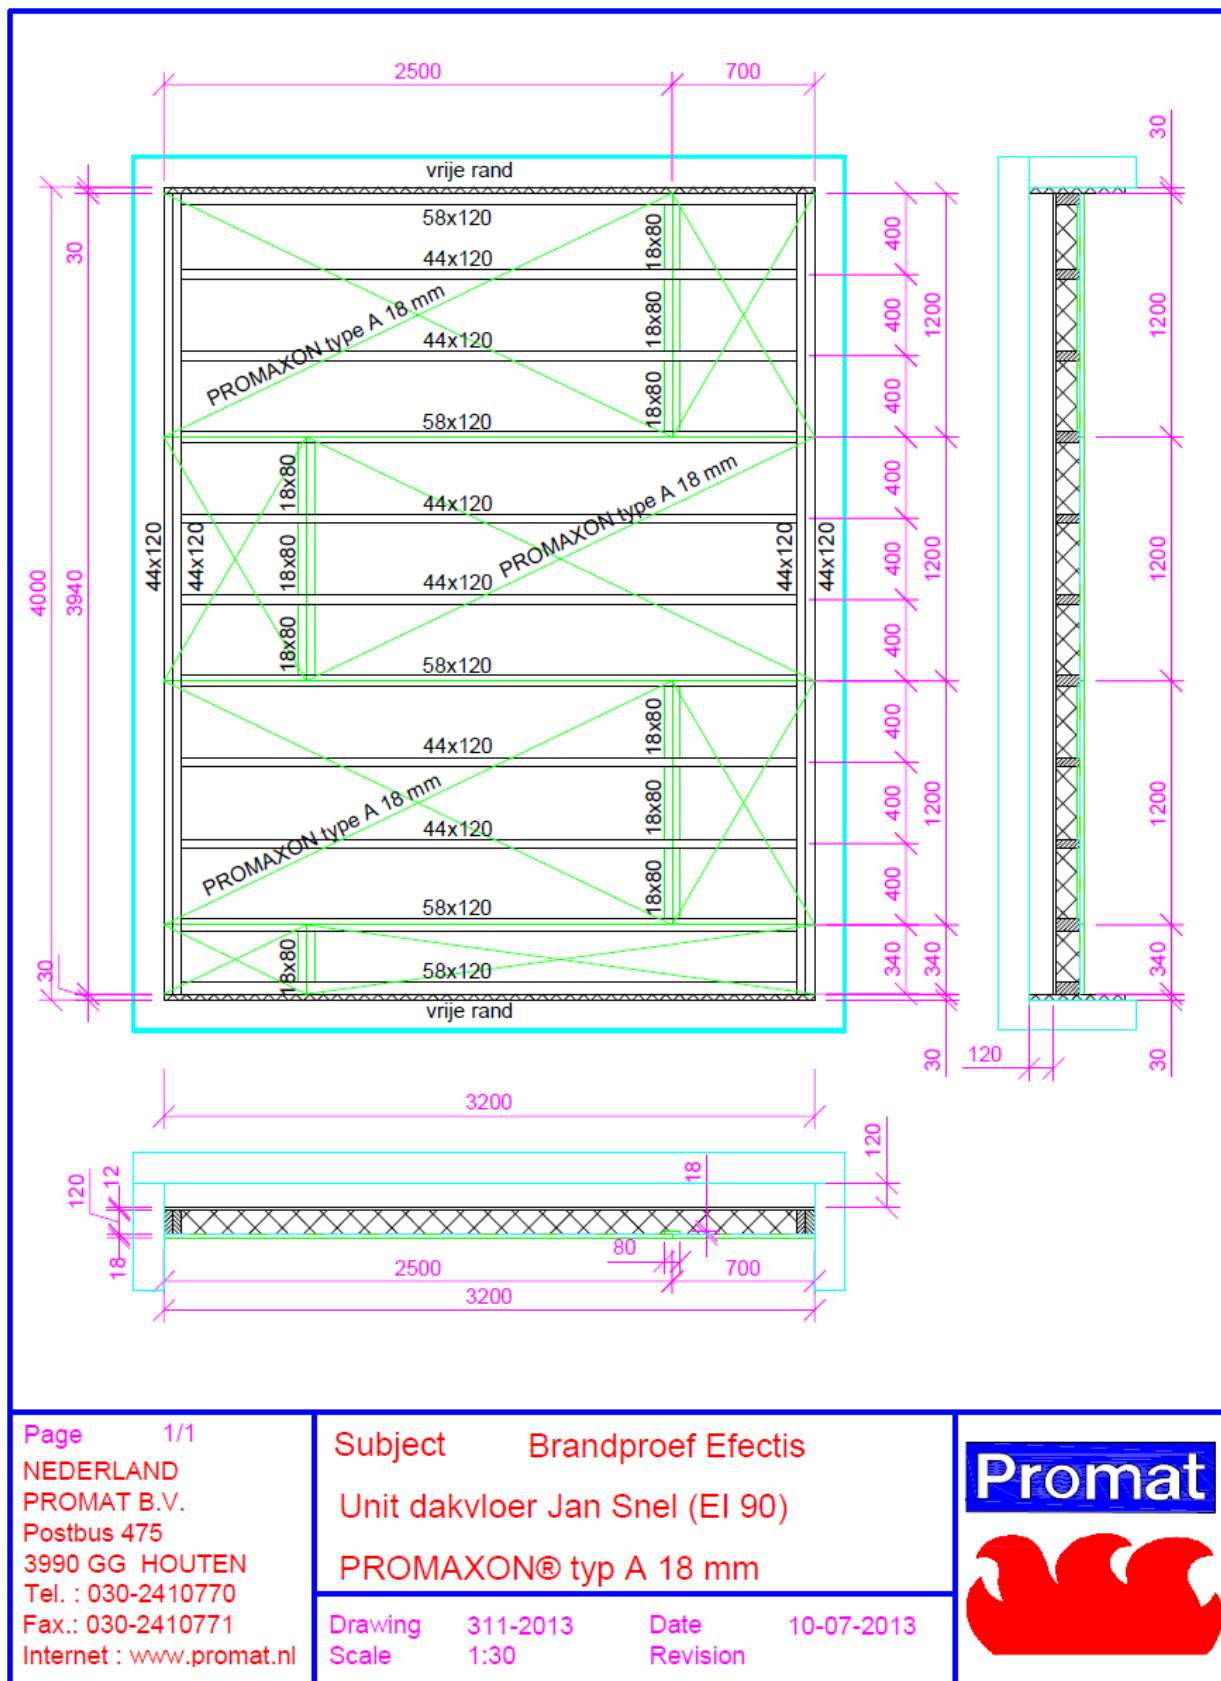 2500
700
30
vrije rand
58x120
18x80
400
30
44x120
18x80
400
1200
1200
44x120
PROMAXON type A 18 mm
18x80
400
58x120
18x80
400
44x120
PROMAXON type A 18 mm
44x120
44x120
18x80
44x120
44x120
400
1200
1200
4000
3940
44x120
18x80
400
58x120
18x80
400
44x120
18x80
400
1200
1200
PROMAXON type A 18 mm
44x120
18x80
400
58x120
30
18x80
58x120
340
340
340
vrije rand
30
120
30
3200
120
12
120
18
18
80
2500
700
3200
Page 1/1
NEDERLAND
PROMAT B.V.
Postbus 475
3990 GG HOUTEN
Tel. : 030-2410770
Fax.: 030-2410771
Internet : www.promat.nl
Subject Brandproef Efectis
Unit dakvloer Jan Snel (EI 90)
PROMAXON® typ A 18 mm
Drawing 311-2013 Date 10-07-2013
Scale 1:30 Revision
Promat